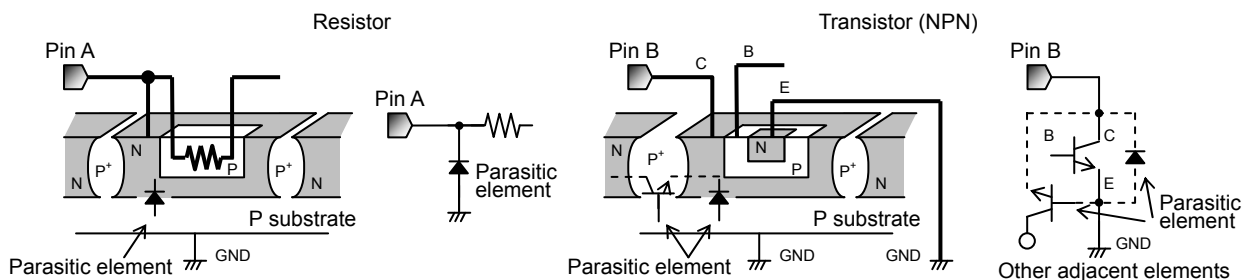 Resistor
Transistor (NPN)
Pin A
N
N
P+
P
P+
N
P substrate
Parasitic element
GND
Pin A
Parasitic
element
Pin B
C
B
E
N
P+
N
P
P+
N
P substrate
Parasitic element
GND
GND
Pin B
B
C
E
Parasitic
element
GND
Other adjacent elements